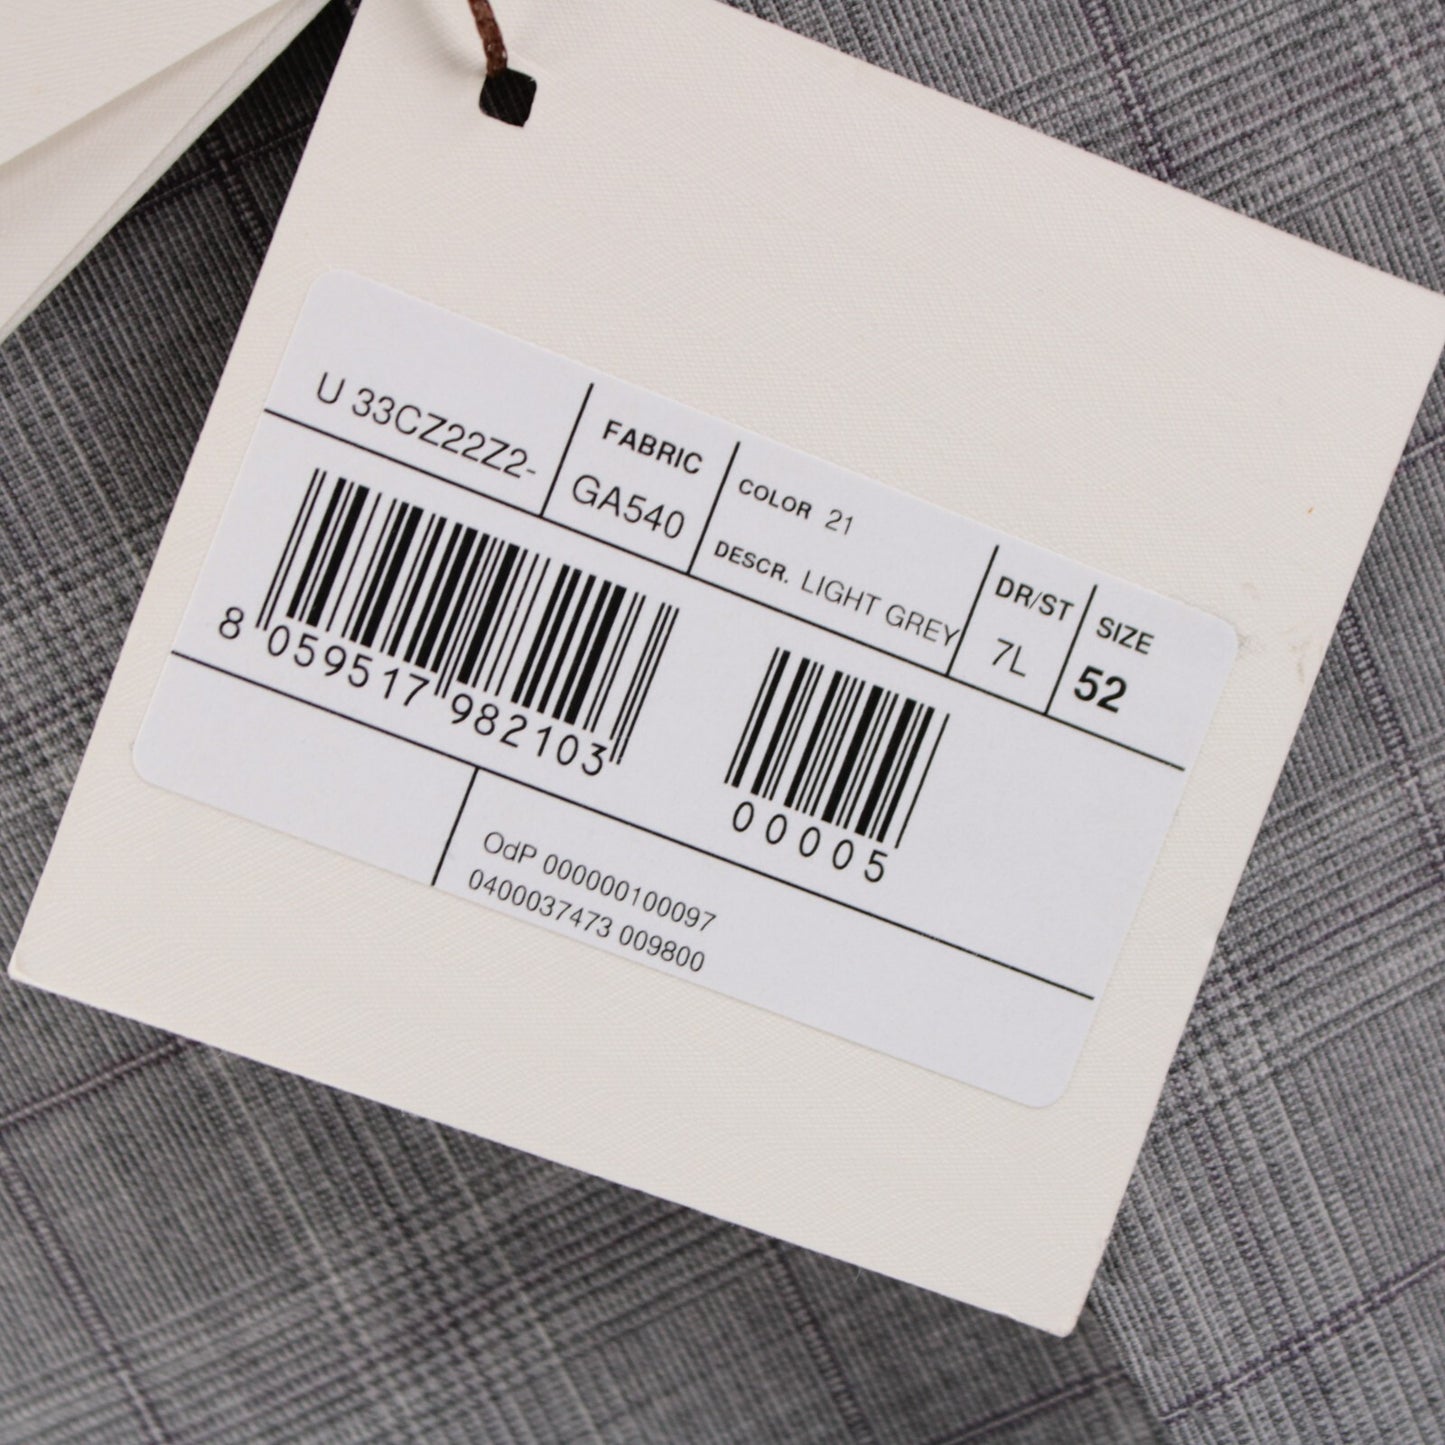 U 33CZ22Z2-
FABRIC
GA540
COLOR 21
DESCR. LIGHT GREY
DR/ST
7L
SIZE
52
8 059517 982103
00005
OdP 000000100097
0400037473 009800